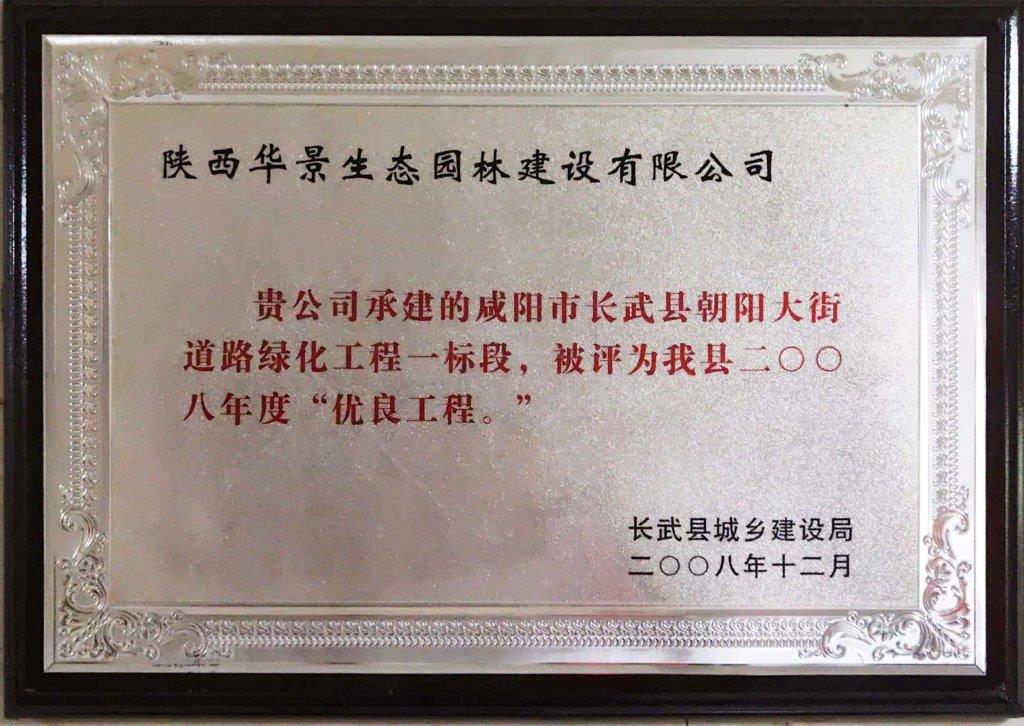 陕西华景生态园林建设有限公司
贵公司承建的咸阳市长武县朝阳大街
道路绿化工程一标段，被评为我县二〇〇
八年度“优良工程。”
长武县城乡建设局
二〇〇八年十二月